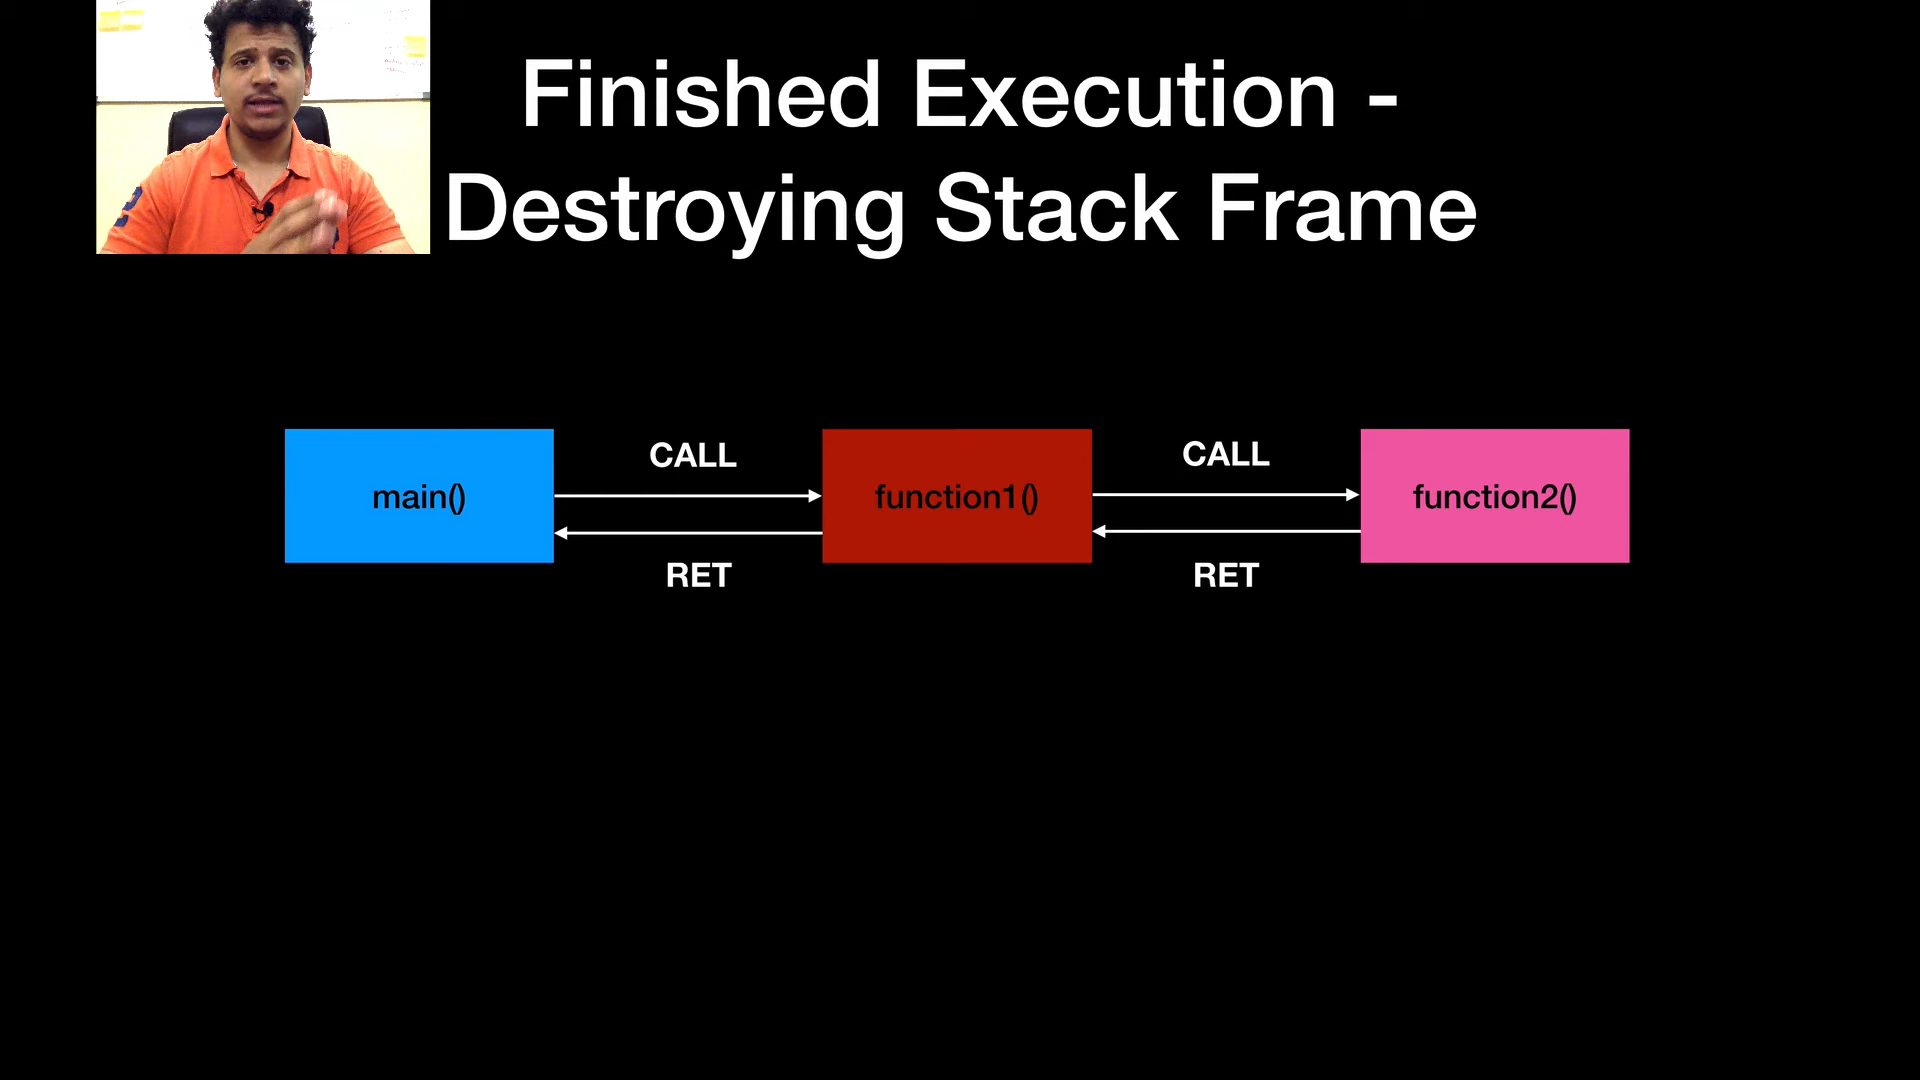 Finished Execution -
Destroying Stack Frame
CALL
CALL
main()
function1()
function2()
RET
RET